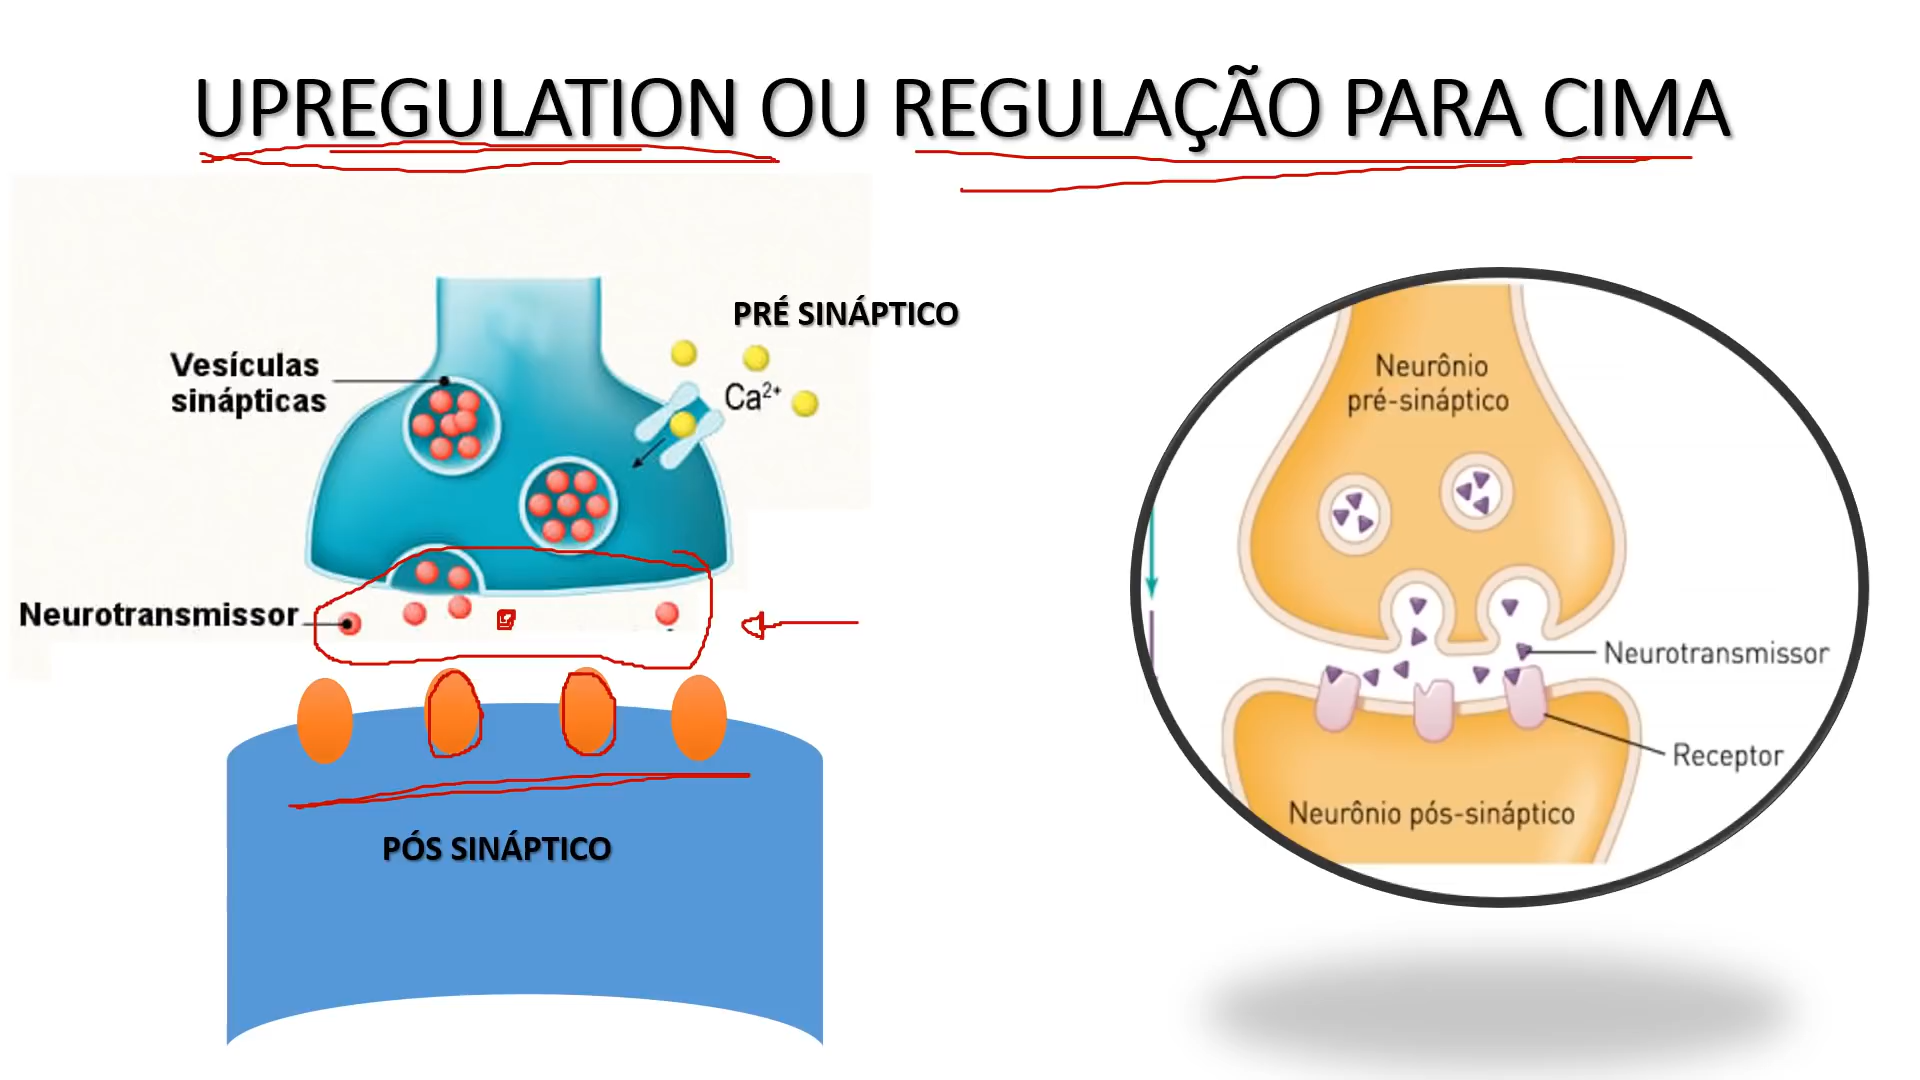 UPREGULATION OU REGULAÇÃO PARA CIMA
PRÉ SINÁPTICO
Vesículas
sinápticas
Ca²⁺
Neurotransmissor
PÓS SINÁPTICO
Neurônio
pré-sináptico
Neurotransmissor
Receptor
Neurônio pós-sináptico